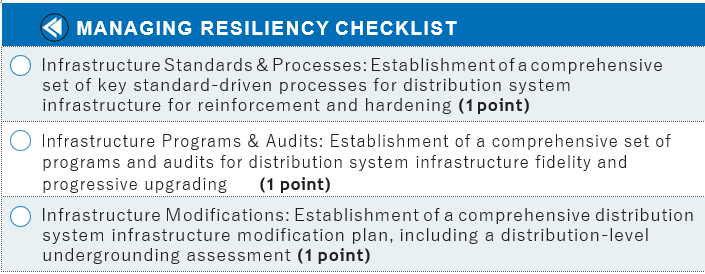 MANAGING RESILIENCY CHECKLIST
Infrastructure Standards & Processes: Establishment of a comprehensive
set of key standard-driven processes for distribution system
infrastructure for reinforcement and hardening (1 point)
Infrastructure Programs & Audits: Establishment of a comprehensive set of
programs and audits for distribution system infrastructure fidelity and
progressive upgrading (1 point)
Infrastructure Modifications: Establishment of a comprehensive distribution
system infrastructure modification plan, including a distribution-level
undergrounding assessment (1 point)